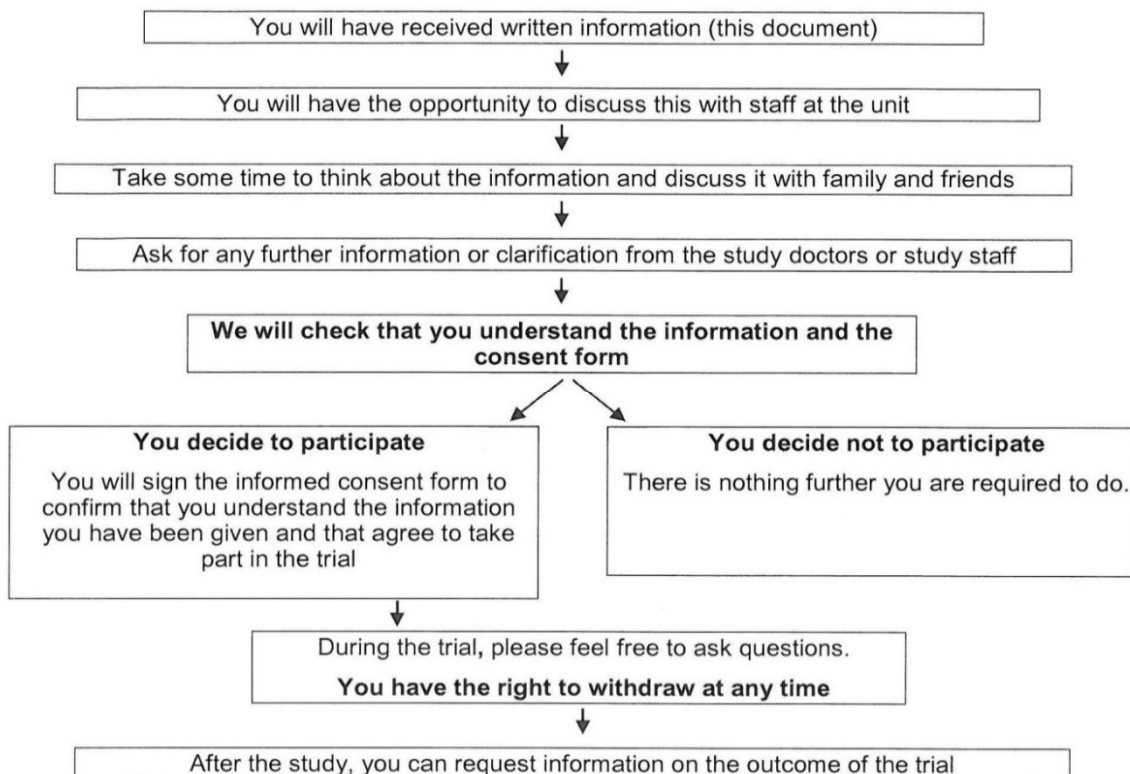 You will have received written information (this document)
You will have the opportunity to discuss this with staff at the unit
Take some time to think about the information and discuss it with family and friends
Ask for any further information or clarification from the study doctors or study staff
We will check that you understand the information and the
consent form
You decide to participate
You will sign the informed consent form to
confirm that you understand the information
you have been given and that agree to take
part in the trial
You decide not to participate
There is nothing further you are required to do.
During the trial, please feel free to ask questions.
You have the right to withdraw at any time
After the study, you can request information on the outcome of the trial